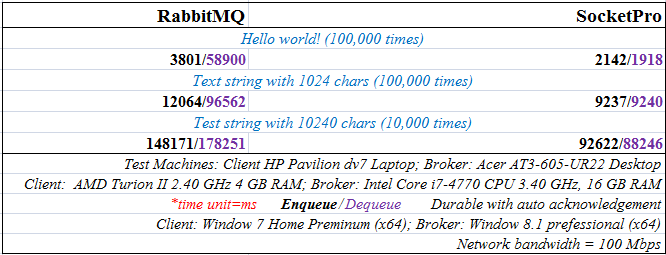 RabbitMQ SocketPro
Hello world! (100,000 times)
3801/58900 2142/1918
Text string with 1024 chars (100,000 times)
12064/96562 9237/9240
Test string with 10240 chars (10,000 times)
148171/178251 92622/88246
Test Machines: Client HP Pavilion dv7 Laptop; Broker: Acer AT3-605-UR22 Desktop
Client: AMD Turion II 2.40 GHz 4 GB RAM; Broker: Intel Core i7-4770 CPU 3.40 GHz, 16 GB RAM
*time unit=ms Enqueue/Dequeue Durable with auto acknowledgement
Client: Window 7 Home Preminum (x64); Broker: Window 8.1 prefessional (x64)
Network bandwidth = 100 Mbps